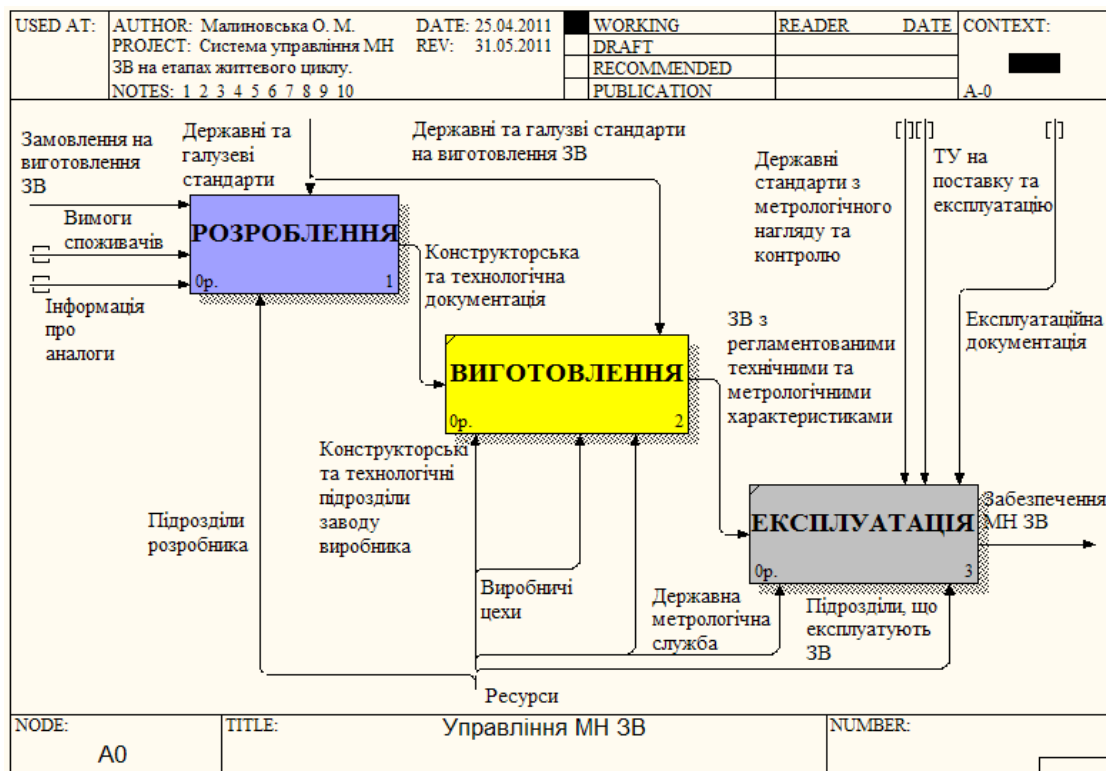 USED AT:
AUTHOR: Малиновська О. М.
DATE: 25.04.2011
PROJECT: Система управління МН
REV: 31.05.2011
ЗВ на етапах життєвого циклу.
NOTES: 1 2 3 4 5 6 7 8 9 10
WORKING
DRAFT
RECOMMENDED
PUBLICATION
READER
DATE
CONTEXT:
A-0
Замовлення на
виготовлення
ЗВ
Державні та
галузеві
стандарти
Державні та галузві стандарти
на виготовлення ЗВ
Державні
стандарти з
метрологічного
нагляду та
контролю
ТУ на
поставку та
експлуатацію
Вимоги
споживачів
РОЗРОБЛЕННЯ
0р.
1
Інформація
про
аналоги
Конструкторська
та технологічна
документація
ЗВ з
регламентованими
технічними та
метрологічними
характеристиками
Експлуатаційна
документація
ВИГОТОВЛЕННЯ
0р.
2
Конструкторські
та технологічні
підрозділи
заводу
виробника
Підрозділи
розробника
ЕКСПЛУАТАЦІЯ
0р.
3
Забезпечення
МН ЗВ
Виробничі
цехи
Державна
метрологічна
служба
Підрозділи, що
експлуатують
ЗВ
Ресурси
NODE:
A0
TITLE:
Управління МН ЗВ
NUMBER: